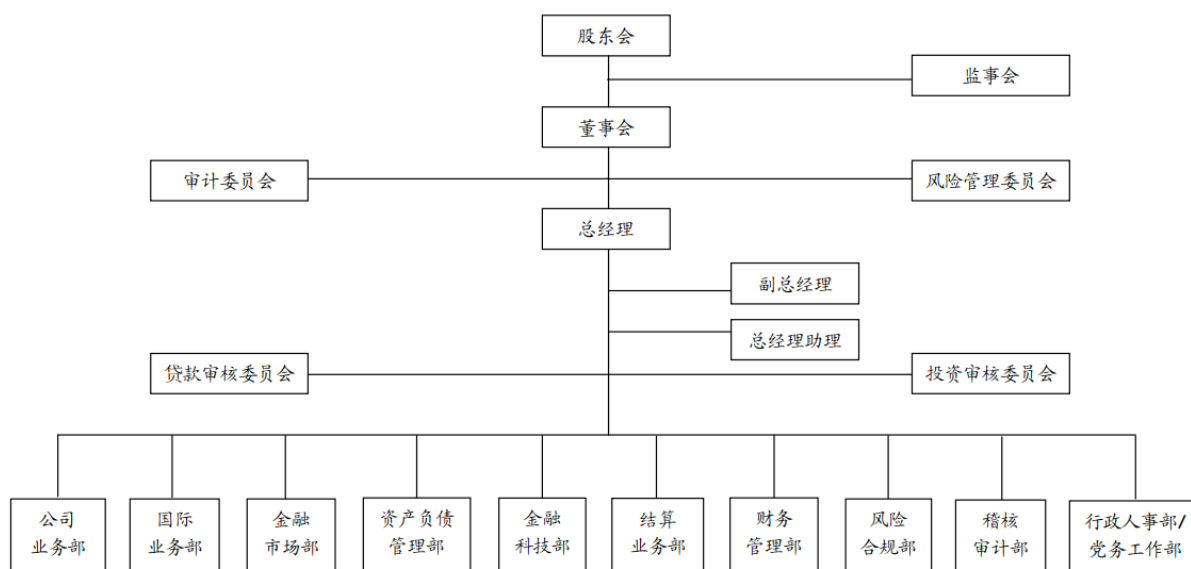 股东会
监事会
董事会
审计委员会
风险管理委员会
总经理
副总经理
总经理助理
贷款审核委员会
投资审核委员会
公司
业务部
国际
业务部
金融
市场部
资产负债
管理部
金融
科技部
结算
业务部
财务
管理部
风险
合规部
稽核
审计部
行政人事部/
党务工作部